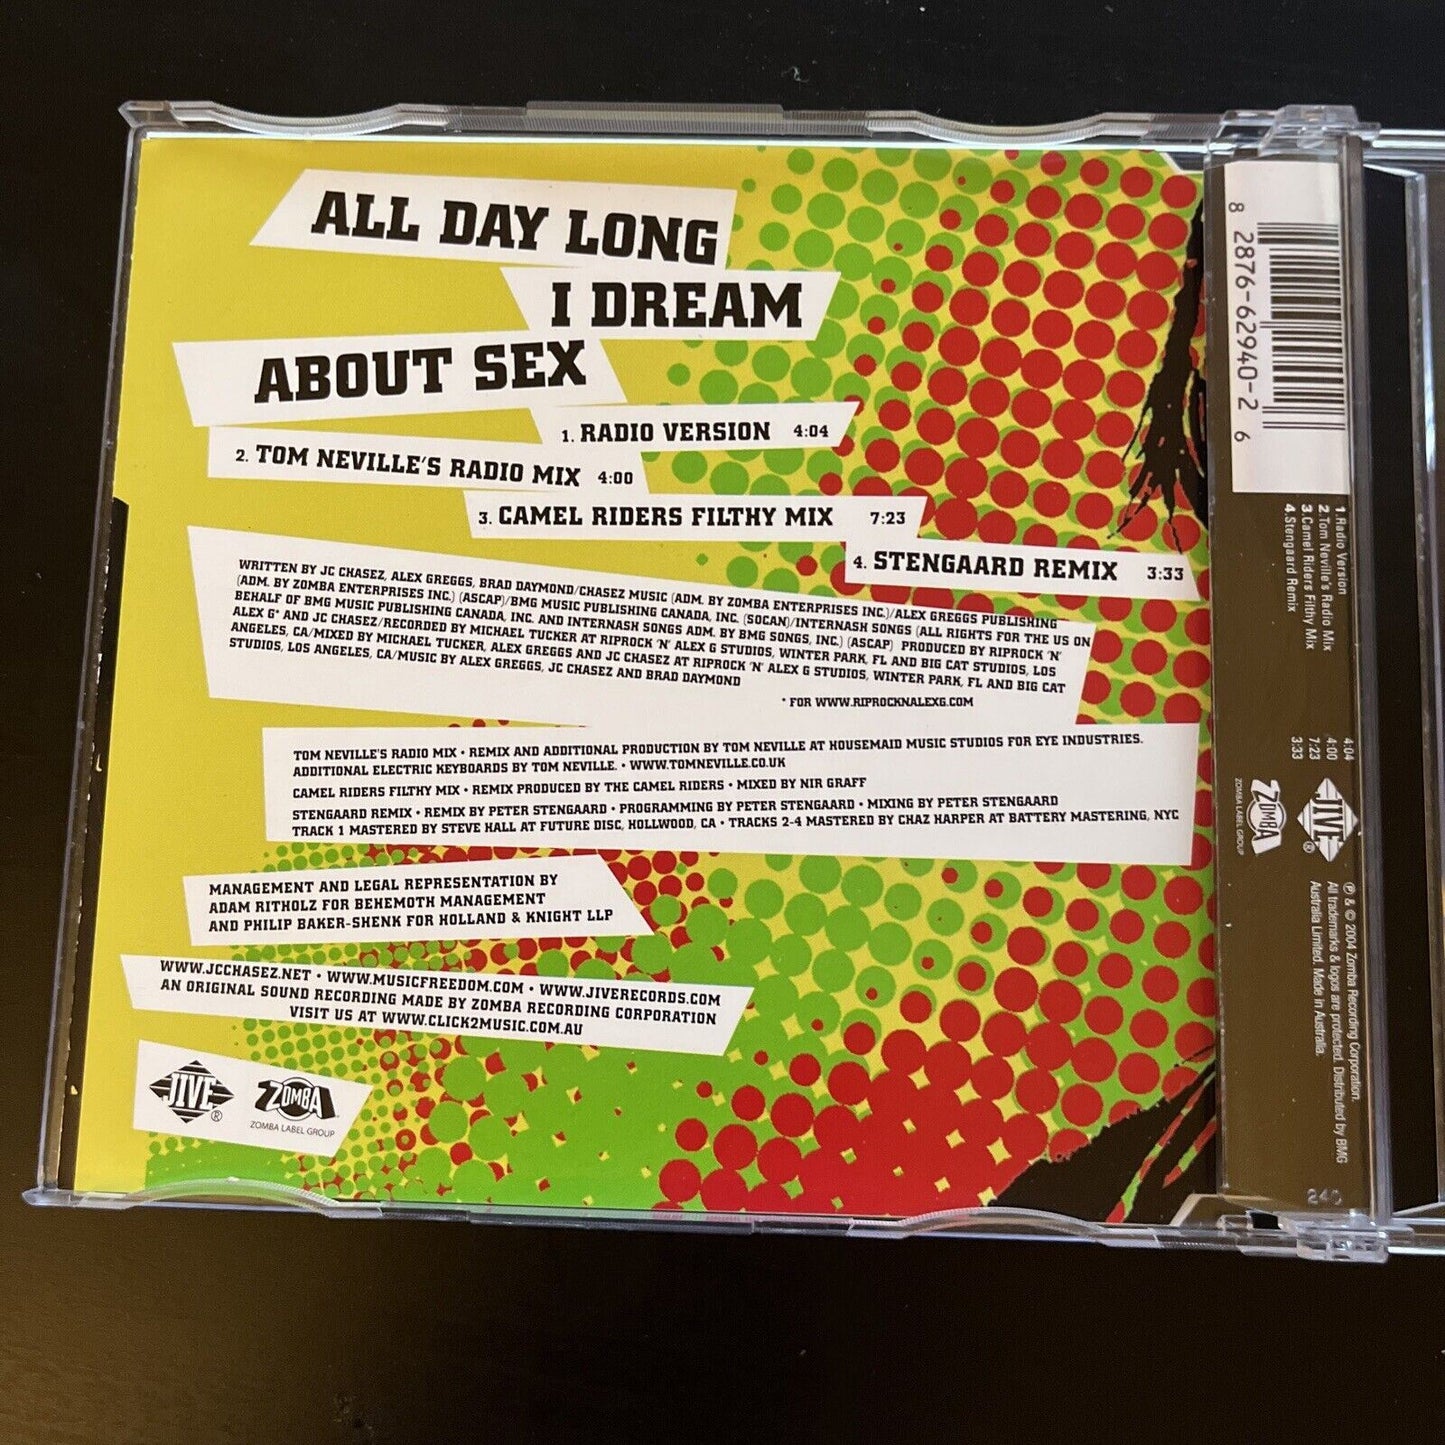 ALL DAY LONG
I DREAM
ABOUT SEX
1. RADIO VERSION 4:04
2. TOM NEVILLE'S RADIO MIX 4:00
3. CAMEL RIDERS FILTHY MIX 7:23
4. STENGAARD REMIX 3:33
WRITTEN BY JC CHASEZ, ALEX GREGGS, BRAD DAYMOND/CHASEZ MUSIC (ADM. BY ZOMBA ENTERPRISES INC.)/ALEX GREGGS PUBLISHING
(ADM. BY ZOMBA ENTERPRISES INC.) (ASCAP)/BMG MUSIC PUBLISHING CANADA, INC. (SOCAN)/INTERNASH SONGS (ALL RIGHTS FOR THE US ON
BEHALF OF BMG MUSIC PUBLISHING CANADA, INC. AND INTERNASH SONGS ADM. BY BMG SONGS, INC.) (ASCAP) PRODUCED BY RIPROCK 'N'
ALEX G* AND JC CHASEZ/RECORDED BY MICHAEL TUCKER AT RIPROCK 'N' ALEX G STUDIOS, WINTER PARK, FL AND BIG CAT STUDIOS, LOS
ANGELES, CA/MIXED BY MICHAEL TUCKER, ALEX GREGGS AND JC CHASEZ AT RIPROCK 'N' ALEX G STUDIOS, WINTER PARK, FL AND BIG CAT
STUDIOS, LOS ANGELES, CA/MUSIC BY ALEX GREGGS, JC CHASEZ AND BRAD DAYMOND
* FOR WWW.RIPROCKNALEXG.COM
TOM NEVILLE'S RADIO MIX • REMIX AND ADDITIONAL PRODUCTION BY TOM NEVILLE AT HOUSEMAID MUSIC STUDIOS FOR EYE INDUSTRIES.
ADDITIONAL ELECTRIC KEYBOARDS BY TOM NEVILLE. • WWW.TOMNEVILLE.CO.UK
CAMEL RIDERS FILTHY MIX • REMIX PRODUCED BY THE CAMEL RIDERS • MIXED BY NIR GRAFF
STENGAARD REMIX • REMIX BY PETER STENGAARD • PROGRAMMING BY PETER STENGAARD • MIXING BY PETER STENGAARD
TRACK 1 MASTERED BY STEVE HALL AT FUTURE DISC, HOLLWOOD, CA • TRACKS 2-4 MASTERED BY CHAZ HARPER AT BATTERY MASTERING, NYC
MANAGEMENT AND LEGAL REPRESENTATION BY
ADAM RITHOLZ FOR BEHEMOTH MANAGEMENT
AND PHILIP BAKER-SHENK FOR HOLLAND & KNIGHT LLP
WWW.JCCHASEZ.NET • WWW.MUSICFREEDOM.COM • WWW.JIVERECORDS.COM
AN ORIGINAL SOUND RECORDING MADE BY ZOMBA RECORDING CORPORATION
VISIT US AT WWW.CLICK2MUSIC.COM.AU
JIVE ®
ZOMBA
ZOMBA LABEL GROUP
8 2876-62940-2 6
1.Radio Version 4:04
2.Tom Neville's Radio Mix 4:00
3.Camel Riders Filthy Mix 7:23
4.Stengaard Remix 3:33
JIVE ®
ZOMBA
ZOMBA LABEL GROUP
℗ & © 2004 Zomba Recording Corporation.
All trademarks & logos are protected. Distributed by BMG
Australia Limited. Made in Australia.
240